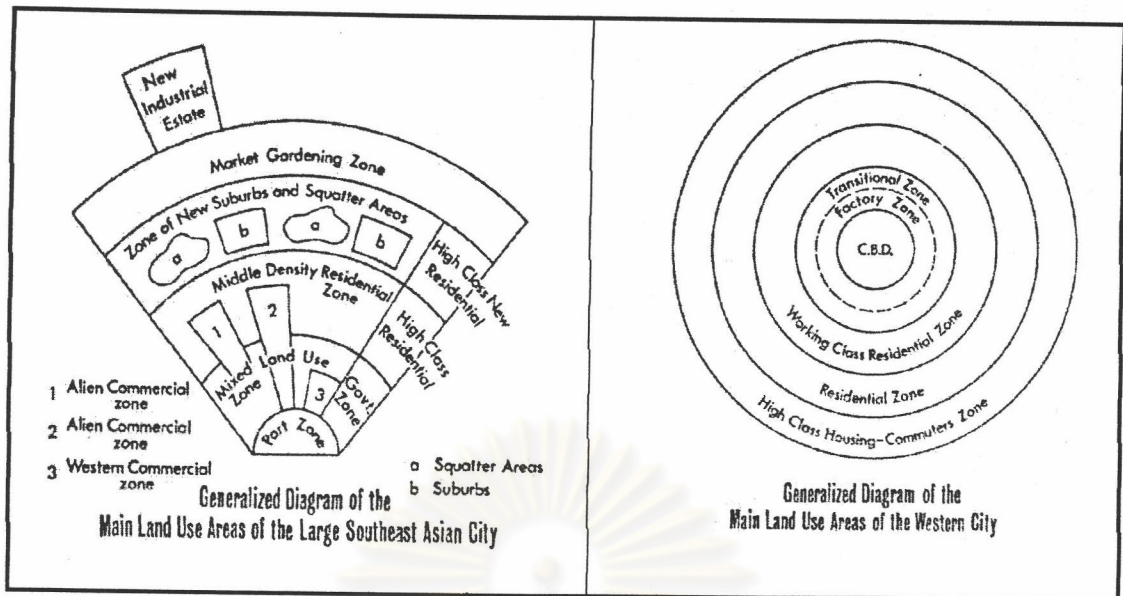 New
Industrial
Estate
Market Gardening Zone
Zone of New Suburbs and Squatter Areas
a
b
a
b
High Class New
Residential
Middle Density Residential
Zone
High Class
Residential
1
2
Mixed Land Use
Zone
3
Govt.
Zone
Port Zone
1 Alien Commercial
zone
2 Alien Commercial
zone
3 Western Commercial
zone
a Squatter Areas
b Suburbs
Generalized Diagram of the
Main Land Use Areas of the Large Southeast Asian City
Transitional Zone
Factory Zone
C.B.D.
Working Class Residential Zone
Residential Zone
High Class Housing-Commuters Zone
Generalized Diagram of the
Main Land Use Areas of the Western City